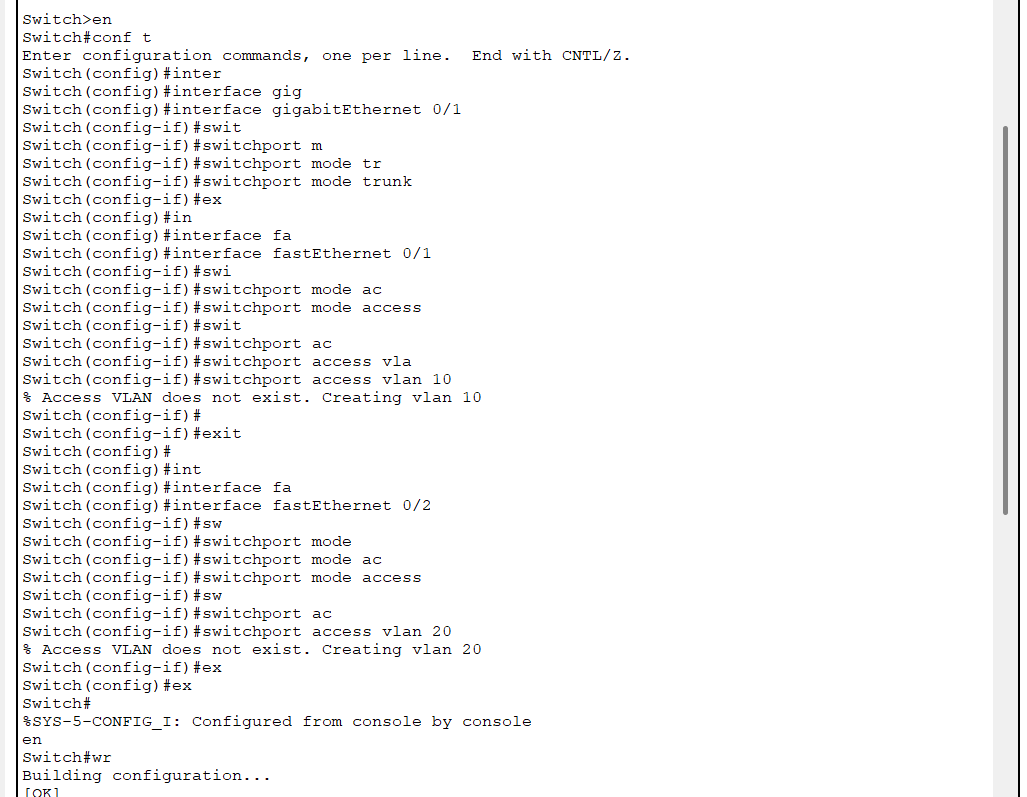 Switch>en
Switch#conf t
Enter configuration commands, one per line.  End with CNTL/Z.
Switch(config)#inter
Switch(config)#interface gig
Switch(config)#interface gigabitEthernet 0/1
Switch(config-if)#swit
Switch(config-if)#switchport m
Switch(config-if)#switchport mode tr
Switch(config-if)#switchport mode trunk
Switch(config-if)#ex
Switch(config)#in
Switch(config)#interface fa
Switch(config)#interface fastEthernet 0/1
Switch(config-if)#swi
Switch(config-if)#switchport mode ac
Switch(config-if)#switchport mode access
Switch(config-if)#swit
Switch(config-if)#switchport ac
Switch(config-if)#switchport access vla
Switch(config-if)#switchport access vlan 10
% Access VLAN does not exist. Creating vlan 10
Switch(config-if)#
Switch(config-if)#exit
Switch(config)#
Switch(config)#int
Switch(config)#interface fa
Switch(config)#interface fastEthernet 0/2
Switch(config-if)#sw
Switch(config-if)#switchport mode
Switch(config-if)#switchport mode ac
Switch(config-if)#switchport mode access
Switch(config-if)#sw
Switch(config-if)#switchport ac
Switch(config-if)#switchport access vlan 20
% Access VLAN does not exist. Creating vlan 20
Switch(config-if)#ex
Switch(config)#ex
Switch#
%SYS-5-CONFIG_I: Configured from console by console
en
Switch#wr
Building configuration...
[OK]